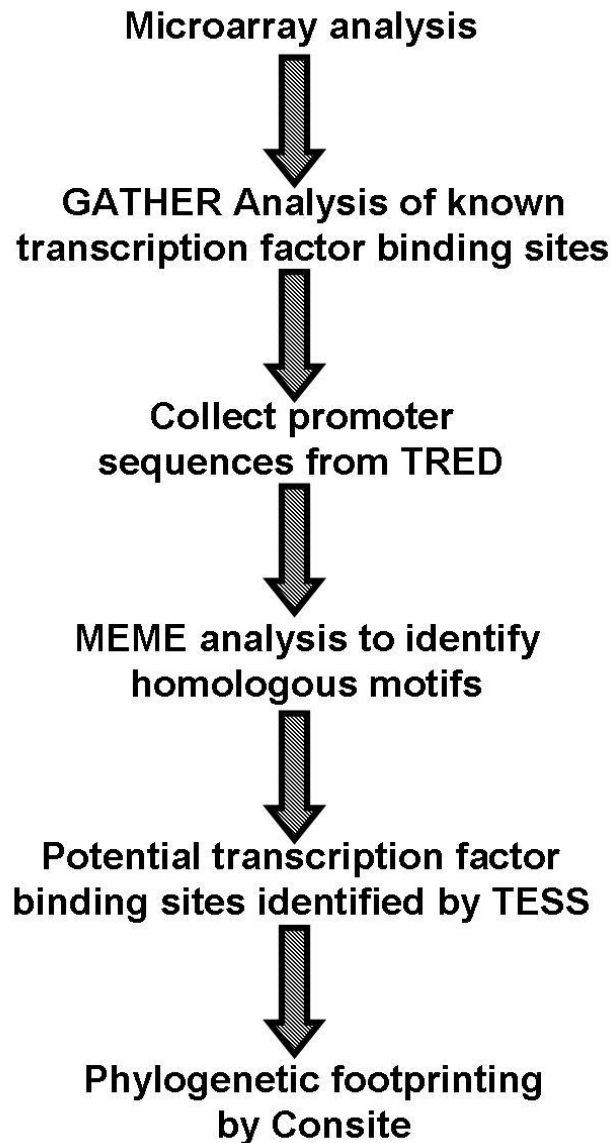 Microarray analysis
GATHER Analysis of known
transcription factor binding sites
Collect promoter
sequences from TRED
MEME analysis to identify
homologous motifs
Potential transcription factor
binding sites identified by TESS
Phylogenetic footprinting
by Consite